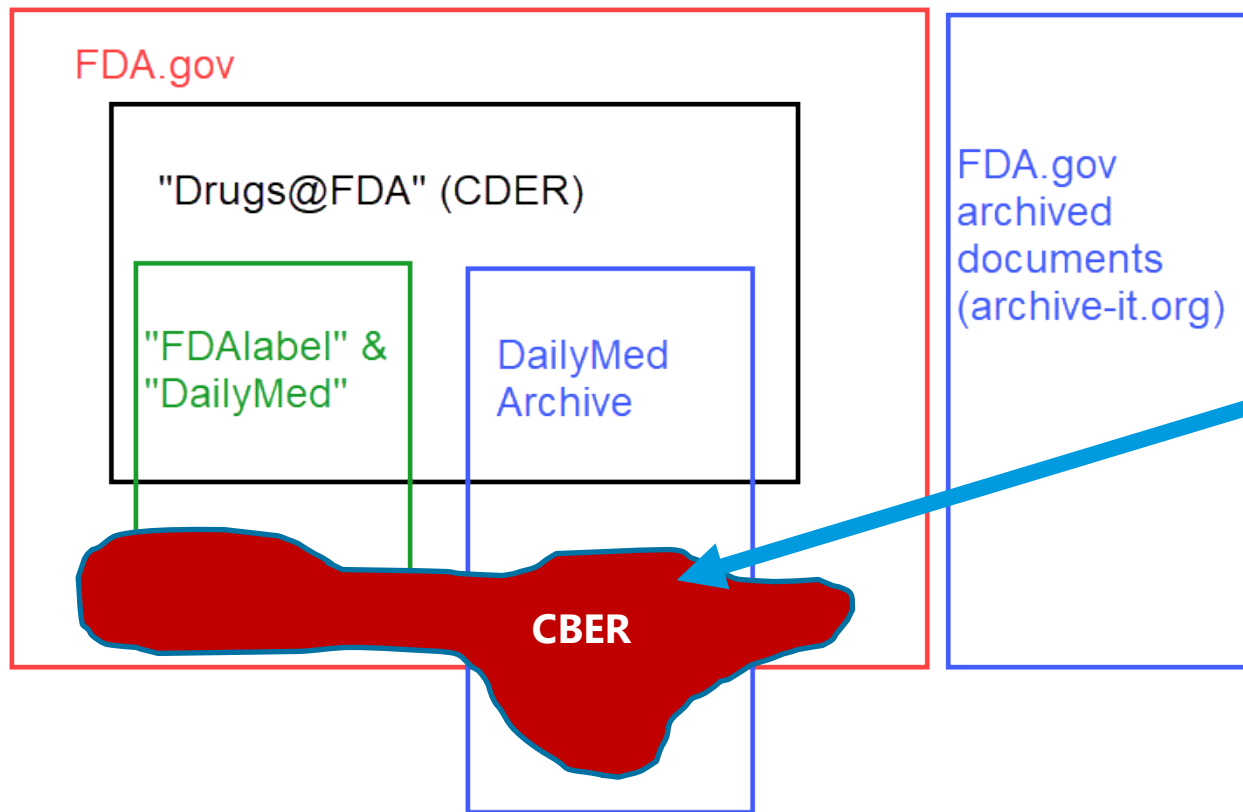 FDA.gov
"Drugs@FDA" (CDER)
"FDAlabel" &
"DailyMed"
DailyMed
Archive
CBER
FDA.gov
archived
documents
(archive-it.org)